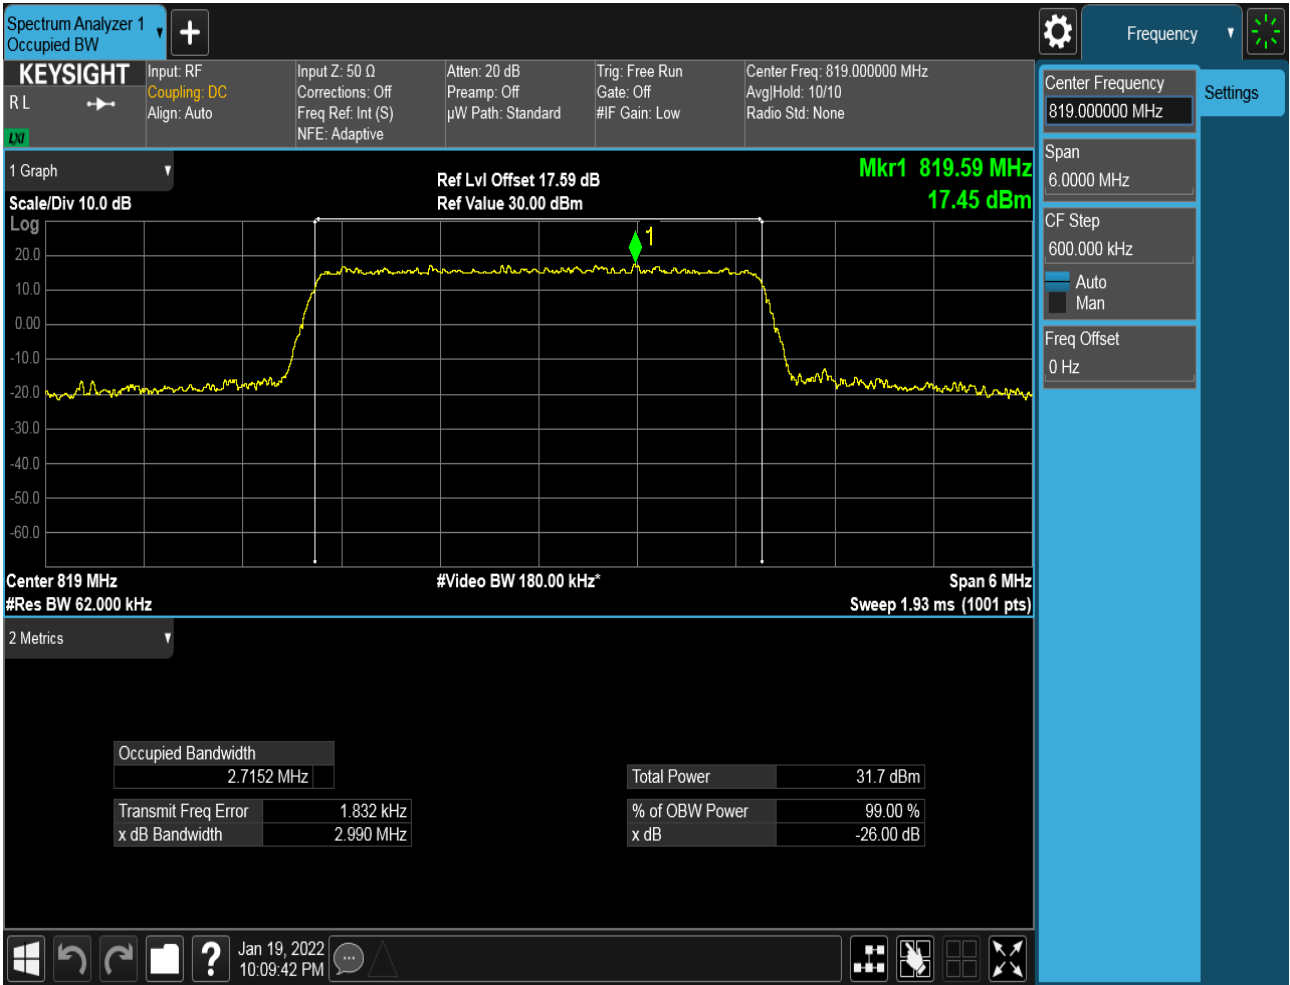 Spectrum Analyzer 1
Occupied BW
Frequency
KEYSIGHT
R L
LXI
Input: RF
Coupling: DC
Align: Auto
Input Z: 50 Ω
Corrections: Off
Freq Ref: Int (S)
NFE: Adaptive
Atten: 20 dB
Preamp: Off
µW Path: Standard
Trig: Free Run
Gate: Off
#IF Gain: Low
Center Freq: 819.000000 MHz
Avg|Hold: 10/10
Radio Std: None
Center Frequency
819.000000 MHz
Settings
Span
6.0000 MHz
CF Step
600.000 kHz
Auto
Man
Freq Offset
0 Hz
1 Graph
Scale/Div 10.0 dB
Ref Lvl Offset 17.59 dB
Ref Value 30.00 dBm
Mkr1 819.59 MHz
17.45 dBm
Log
1
20.0
10.0
0.00
-10.0
-20.0
-30.0
-40.0
-50.0
-60.0
Center 819 MHz
#Video BW 180.00 kHz*
Span 6 MHz
#Res BW 62.000 kHz
Sweep 1.93 ms (1001 pts)
2 Metrics
Occupied Bandwidth
2.7152 MHz
Total Power 31.7 dBm
Transmit Freq Error 1.832 kHz
% of OBW Power 99.00 %
x dB Bandwidth 2.990 MHz
x dB -26.00 dB
?
Jan 19, 2022
10:09:42 PM